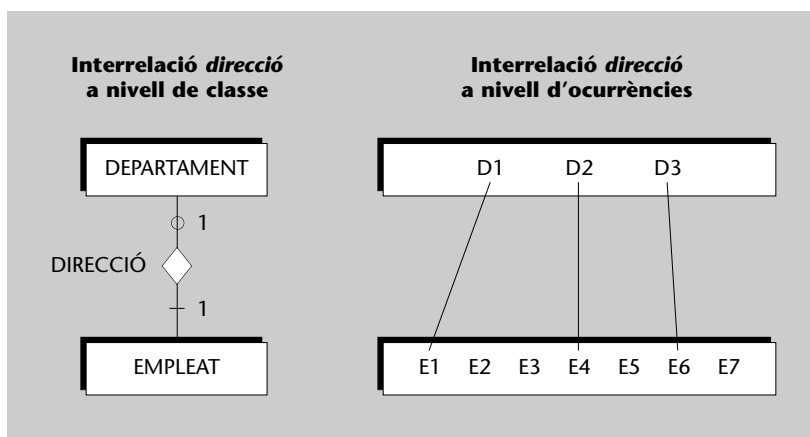 Interrelació direcció
a nivell de classe
DEPARTAMENT
1
DIRECCIÓ
1
EMPLEAT
Interrelació direcció
a nivell d'ocurrències
D1 D2 D3
E1 E2 E3 E4 E5 E6 E7